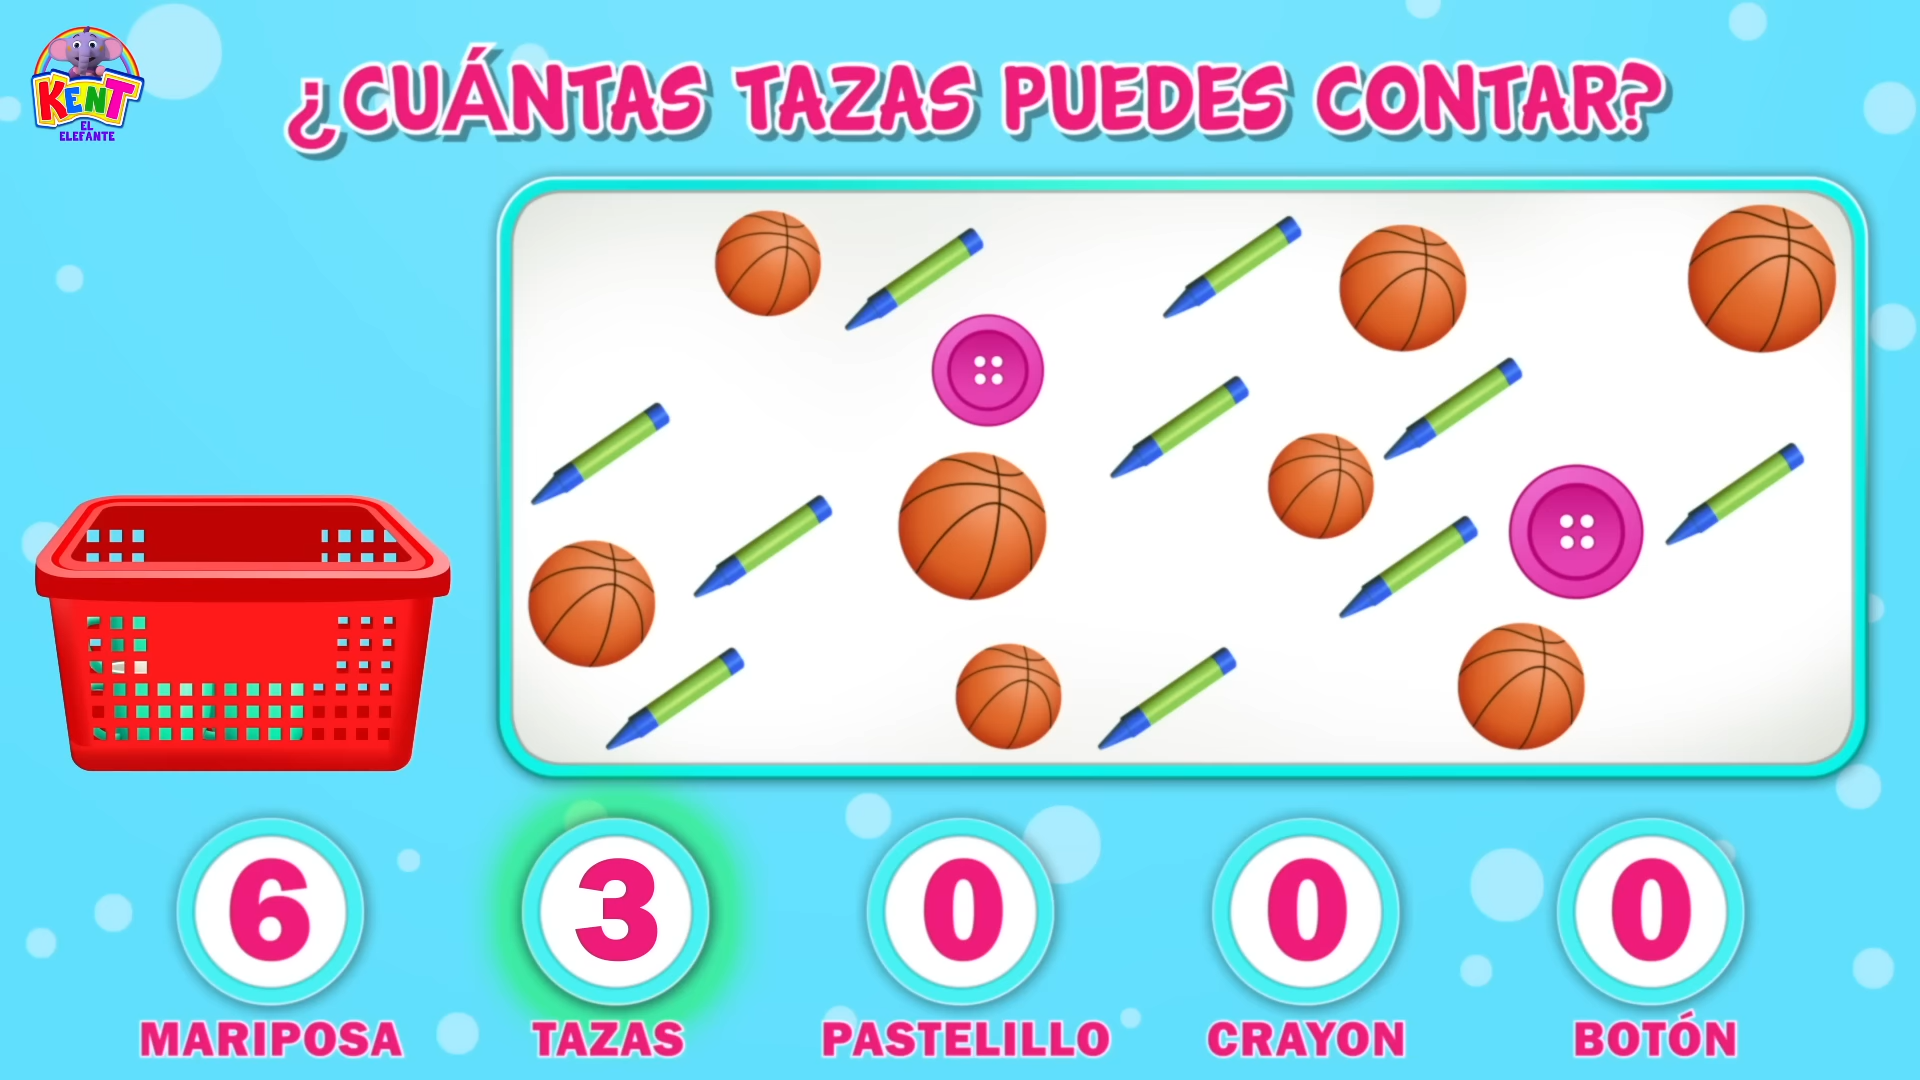 KENT
EL
ELEFANTE
¿CUÁNTAS TAZAS PUEDES CONTAR?
6 3 0 0 0
MARIPOSA TAZAS PASTELILLO CRAYON BOTÓN